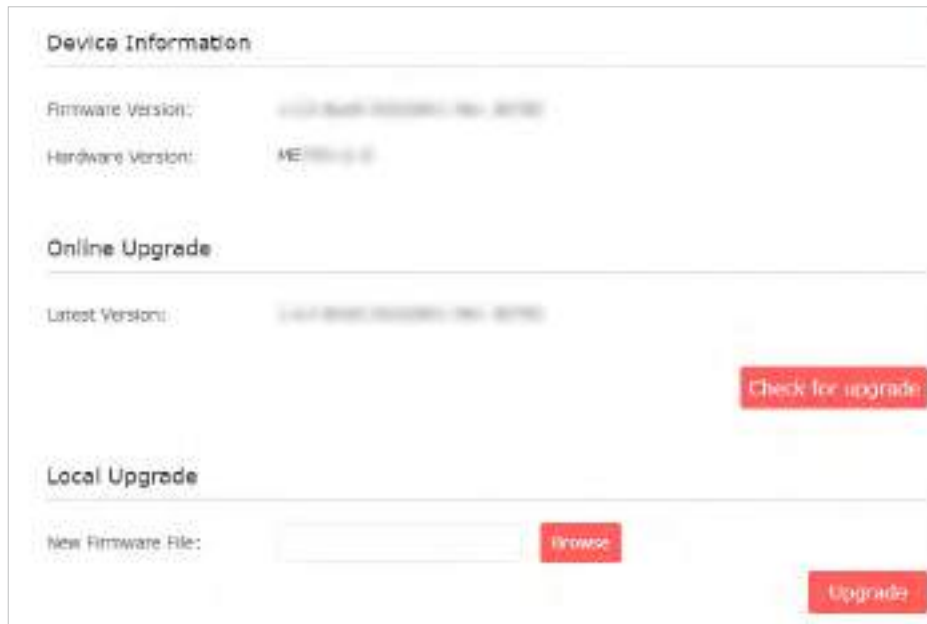 Device Information
Firmware Version:
Hardware Version: ME
Online Upgrade
Latest Version:
Check for upgrade
Local Upgrade
New Firmware File:
Browse
Upgrade